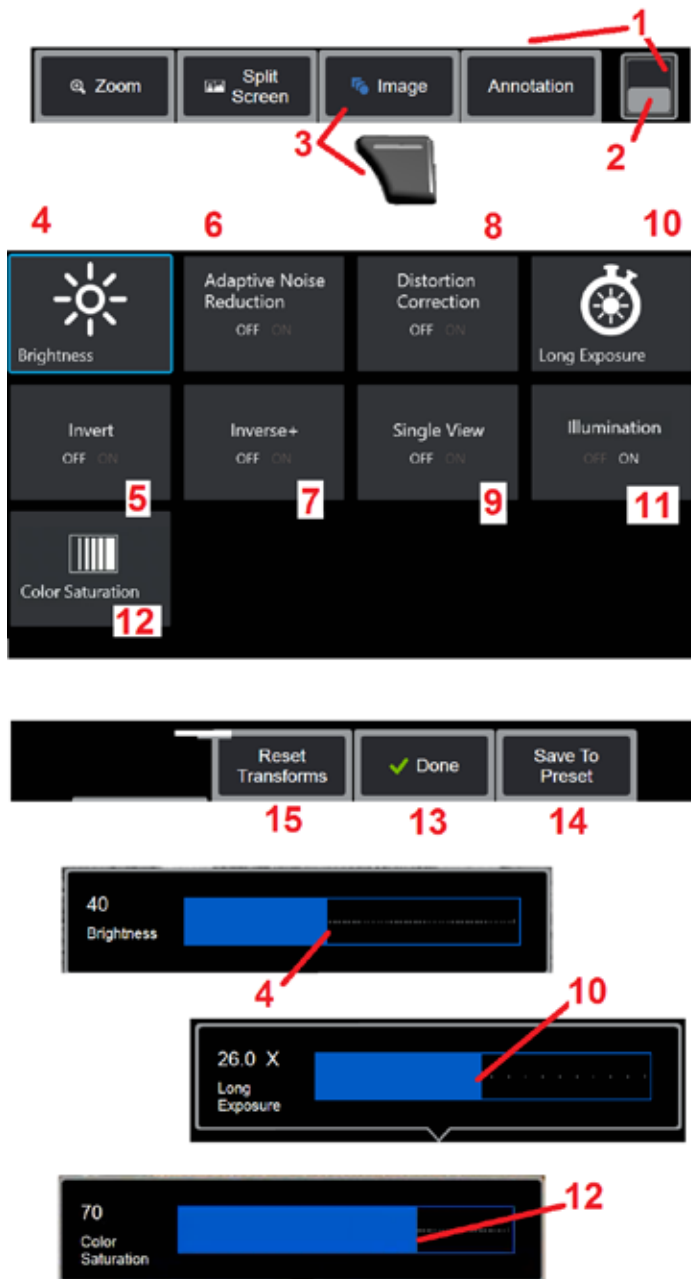 1
Zoom
Split
Screen
Image
Annotation
3
2
4
6
8
10
Brightness
Adaptive Noise
Reduction
OFF ON
Distortion
Correction
OFF ON
Long Exposure
Invert
OFF ON
5
Inverse+
OFF ON
7
Single View
OFF ON
9
Illumination
OFF ON
11
Color Saturation
12
Reset
Transforms
Done
Save To
Preset
15
13
14
40
Brightness
4
10
26.0 X
Long
Exposure
12
70
Color
Saturation